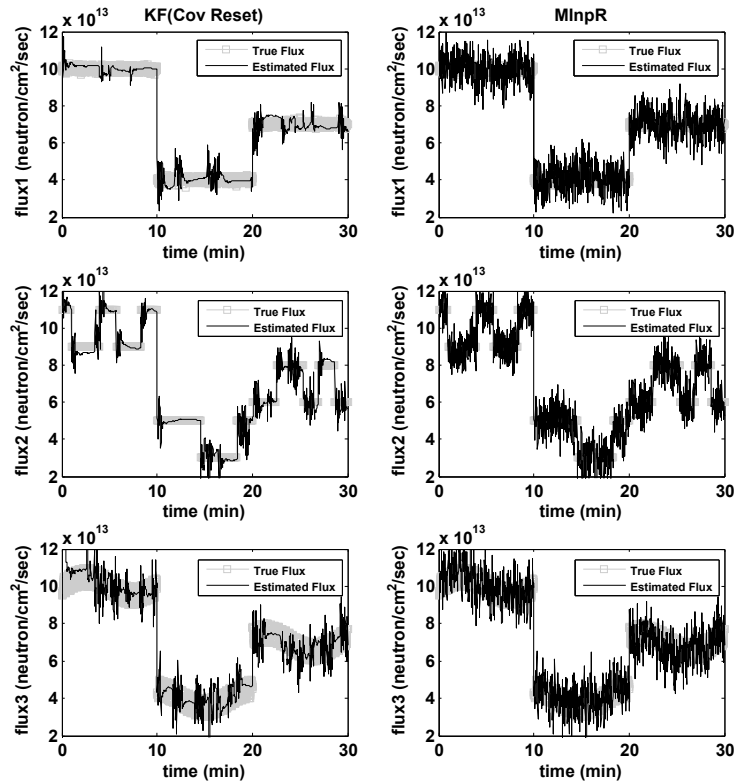 KF(Cov Reset)
MInpR
x 10^13
flux1 (neutron/cm^2/sec)
12
10
8
6
4
2
0
10
20
30
time (min)
True Flux
Estimated Flux
x 10^13
flux1 (neutron/cm^2/sec)
12
10
8
6
4
2
0
10
20
30
time (min)
True Flux
Estimated Flux
x 10^13
flux2 (neutron/cm^2/sec)
12
10
8
6
4
2
0
10
20
30
time (min)
True Flux
Estimated Flux
x 10^13
flux2 (neutron/cm^2/sec)
12
10
8
6
4
2
0
10
20
30
time (min)
True Flux
Estimated Flux
x 10^13
flux3 (neutron/cm^2/sec)
12
10
8
6
4
2
0
10
20
30
time (min)
True Flux
Estimated Flux
x 10^13
flux3 (neutron/cm^2/sec)
12
10
8
6
4
2
0
10
20
30
time (min)
True Flux
Estimated Flux